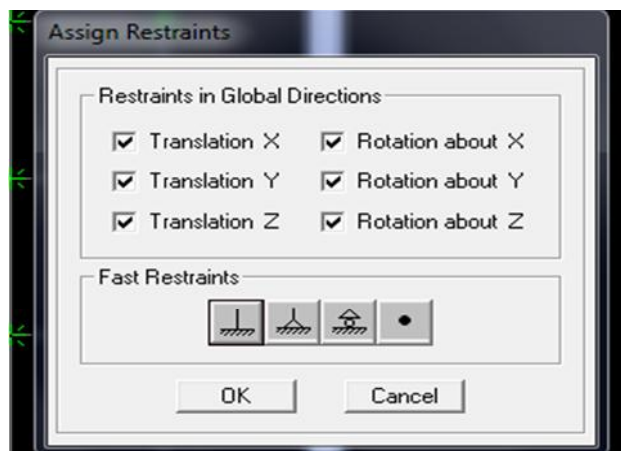 Assign Restraints
Restraints in Global Directions
Translation X Rotation about X
Translation Y Rotation about Y
Translation Z Rotation about Z
Fast Restraints
OK Cancel